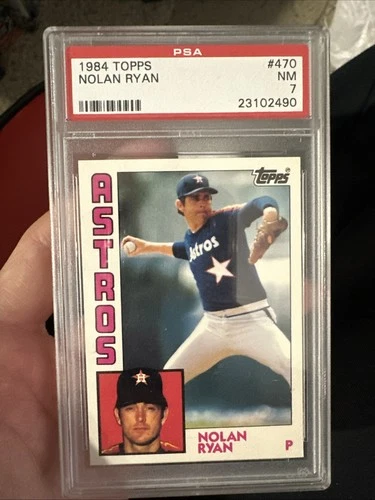 PSA
1984 TOPPS #470
NOLAN RYAN NM
7
23102490
Topps
ASTROS
Astros
NOLAN
RYAN P